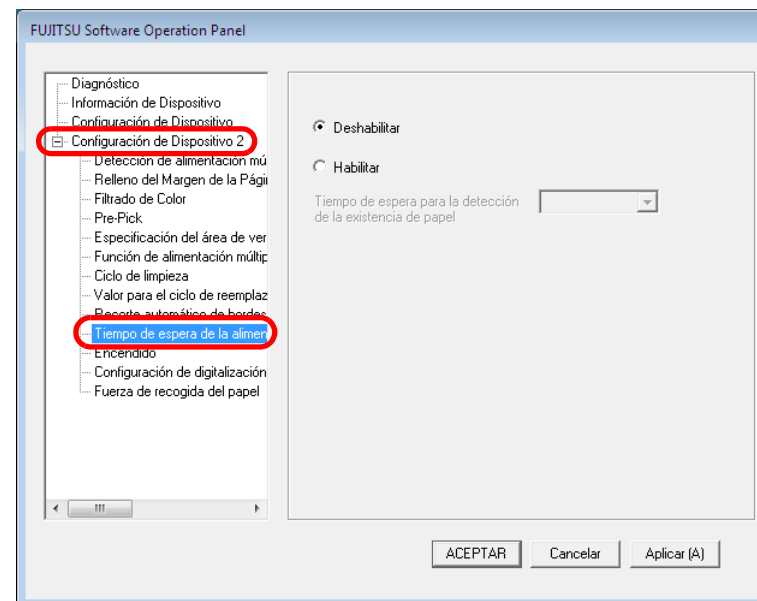 FUJITSU Software Operation Panel
Diagnóstico
Información de Dispositivo
Configuración de Dispositivo
Configuración de Dispositivo 2
Detección de alimentación mú
Relleno del Margen de la Págin
Filtrado de Color
Pre-Pick
Especificación del área de ver
Función de alimentación múltip
Ciclo de limpieza
Valor para el ciclo de reemplaz
Recorte automático de bordes
Tiempo de espera de la alimen
Encendido
Configuración de digitalización
Fuerza de recogida del papel
Deshabilitar
Habilitar
Tiempo de espera para la detección
de la existencia de papel
ACEPTAR
Cancelar
Aplicar (A)